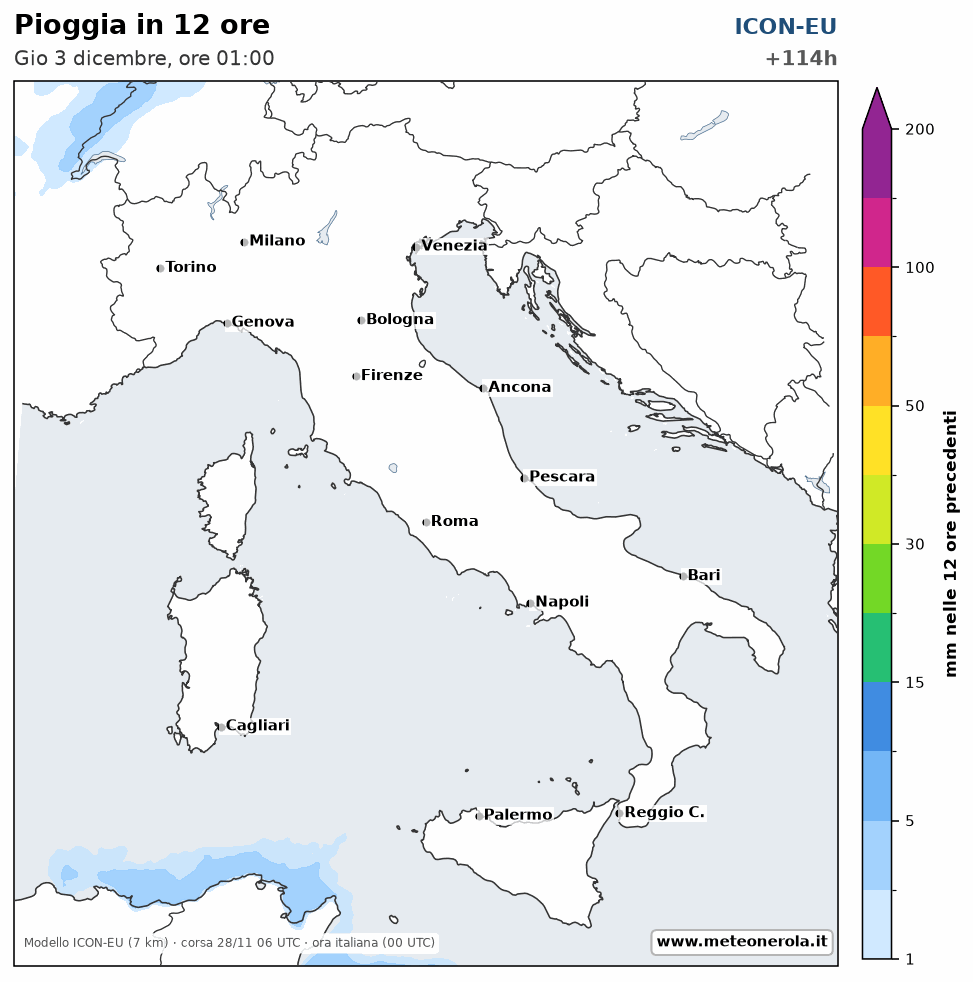 Pioggia in 12 ore
ICON-EU
Gio 3 dicembre, ore 01:00
+114h
200
100
50
30
15
5
1
mm nelle 12 ore precedenti
Milano
Venezia
Torino
Genova
Bologna
Firenze
Ancona
Pescara
Roma
Bari
Napoli
Cagliari
Palermo
Reggio C.
Modello ICON-EU (7 km) · corsa 28/11 06 UTC · ora italiana (00 UTC)
www.meteonerola.it